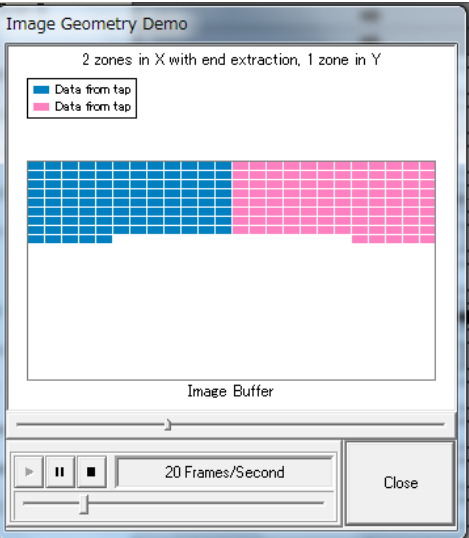 Image Geometry Demo
2 zones in X with end extraction, 1 zone in Y
Data from tap
Data from tap
Image Buffer
20 Frames/Second
Close